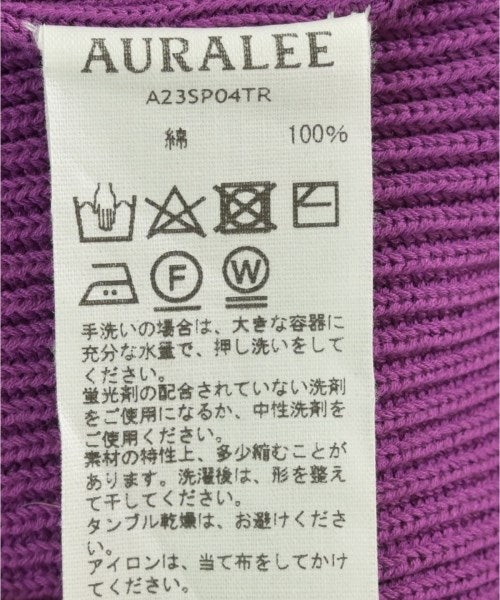 AURALEE
A23SP04TR
綿 100%
F W
手洗いの場合は、大きな容器に
充分な水量で、押し洗いをして
ください。
蛍光剤の配合されていない洗剤
をご使用になるか、中性洗剤を
ご使用ください。
素材の特性上、多少縮むことが
あります。洗濯後は、形を整え
て干してください。
タンブル乾燥は、お避けくださ
い。
アイロンは、当て布をしてかけ
てください。